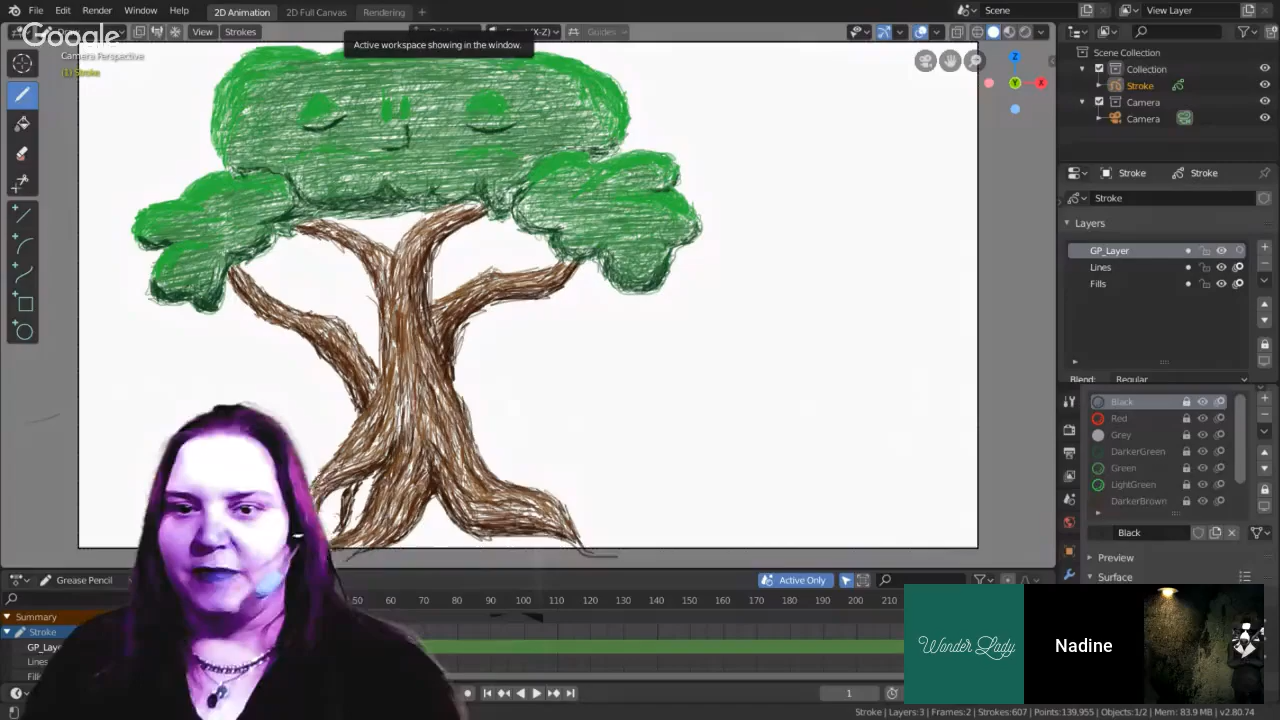 File Edit Render Window Help 2D Animation 2D Full Canvas Rendering + Scene View Layer
Google
View Strokes Guides
Active workspace showing in the window.
Camera Perspective
(1) Stroke
Z
Y X
Scene Collection
Collection
Stroke
Camera
Camera
Stroke Stroke
Stroke
Layers
GP_Layer
Lines
Fills
Blend: Regular
Black
Red
Grey
DarkerGreen
Green
LightGreen
DarkerBrown
Black
Preview
Surface
Grease Pencil Active Only
50 60 70 80 90 100 110 120 130 140 150 160 170 180 190 200 210
Summary
Stroke
GP_Lay
Lines
Fil
Wonder Lady
Nadine
1
Stroke | Layers:3 | Frames:2 | Strokes:607 | Points:139,955 | Objects:1/2 | Mem: 83.9 MB | v2.80.74